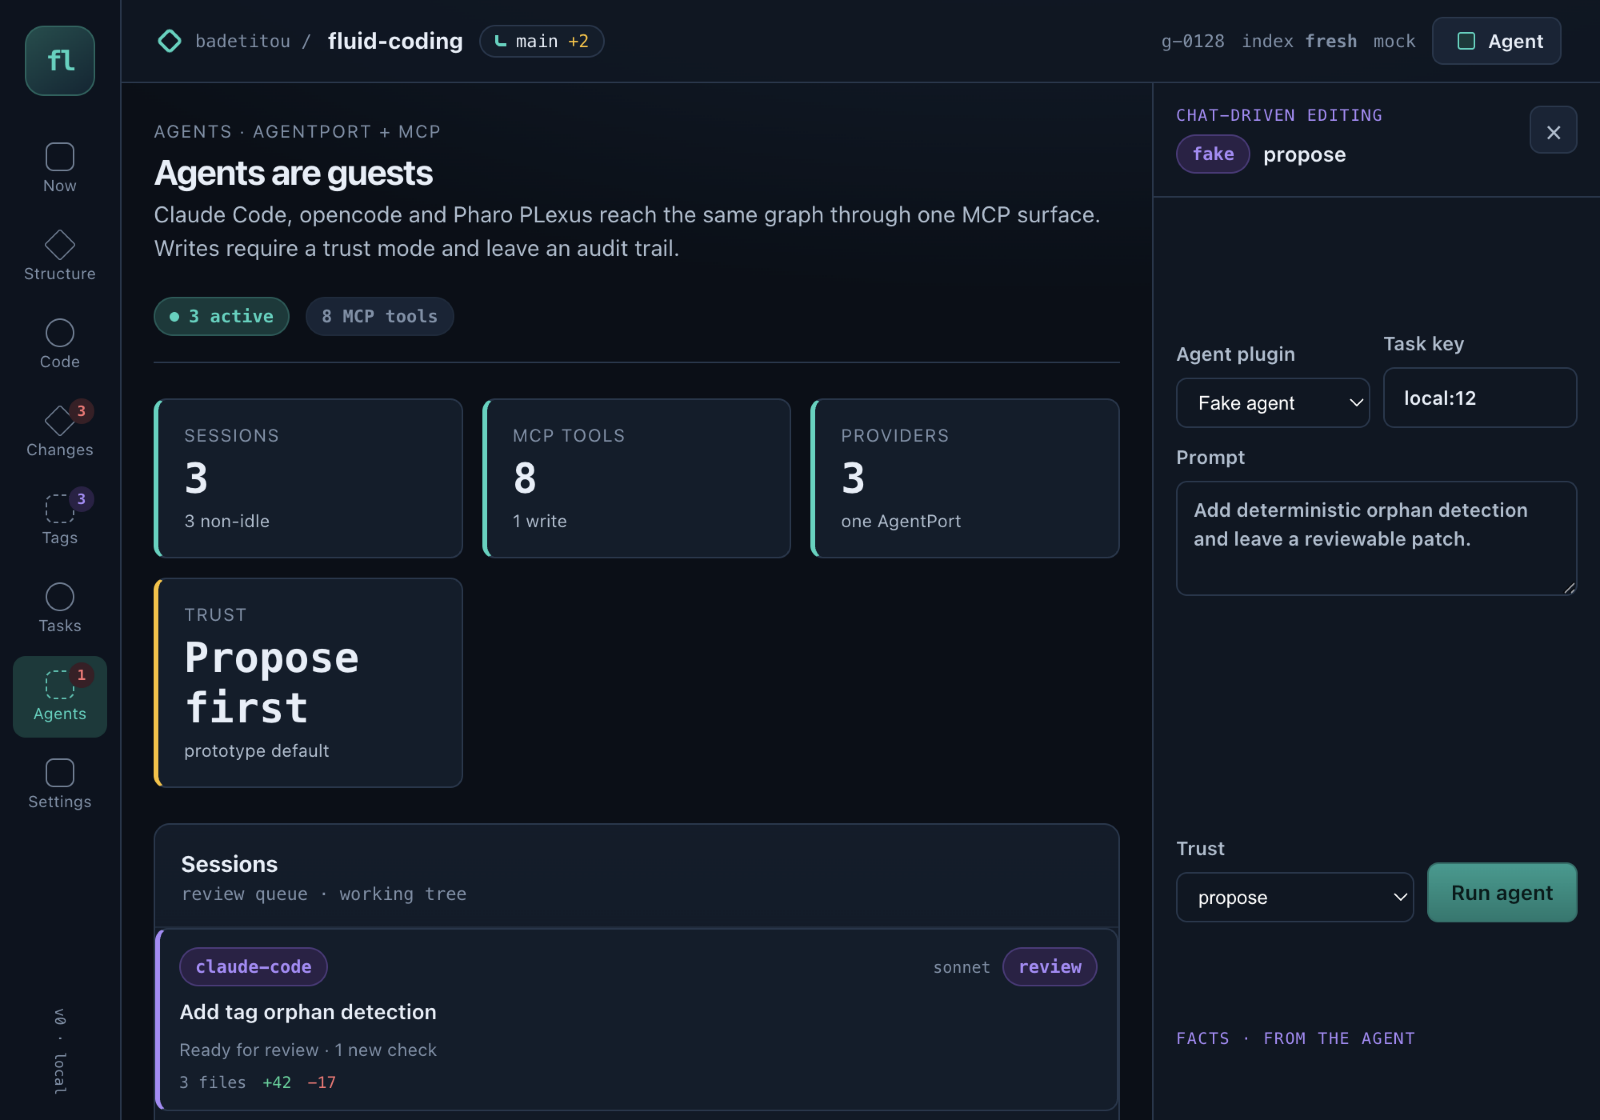 fl
Now
Structure
Code
3
Changes
3
Tags
Tasks
1
Agents
Settings
v0 · local
badetitou / fluid-coding
main +2
g-0128 index fresh mock
Agent
AGENTS · AGENTPORT + MCP
Agents are guests
Claude Code, opencode and Pharo PLexus reach the same graph through one MCP surface.
Writes require a trust mode and leave an audit trail.
3 active
8 MCP tools
SESSIONS
3
3 non-idle
MCP TOOLS
8
1 write
PROVIDERS
3
one AgentPort
TRUST
Propose
first
prototype default
Sessions
review queue · working tree
claude-code
sonnet
review
Add tag orphan detection
Ready for review · 1 new check
3 files +42 −17
CHAT-DRIVEN EDITING
fake
propose
Agent plugin
Fake agent
Task key
local:12
Prompt
Add deterministic orphan detection
and leave a reviewable patch.
Trust
propose
Run agent
FACTS · FROM THE AGENT